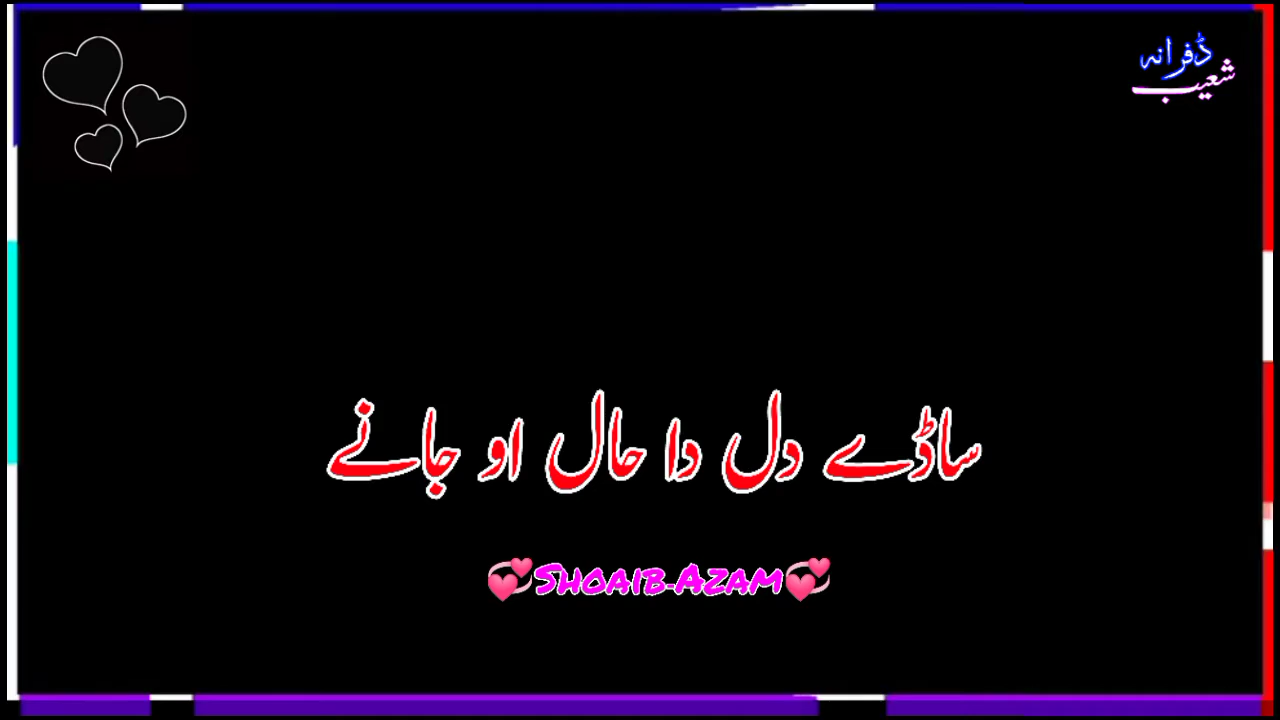 ڈفرانہ
شعیب
ساڈے دل دا حال او جانے
💞Shoaib-Azam💞